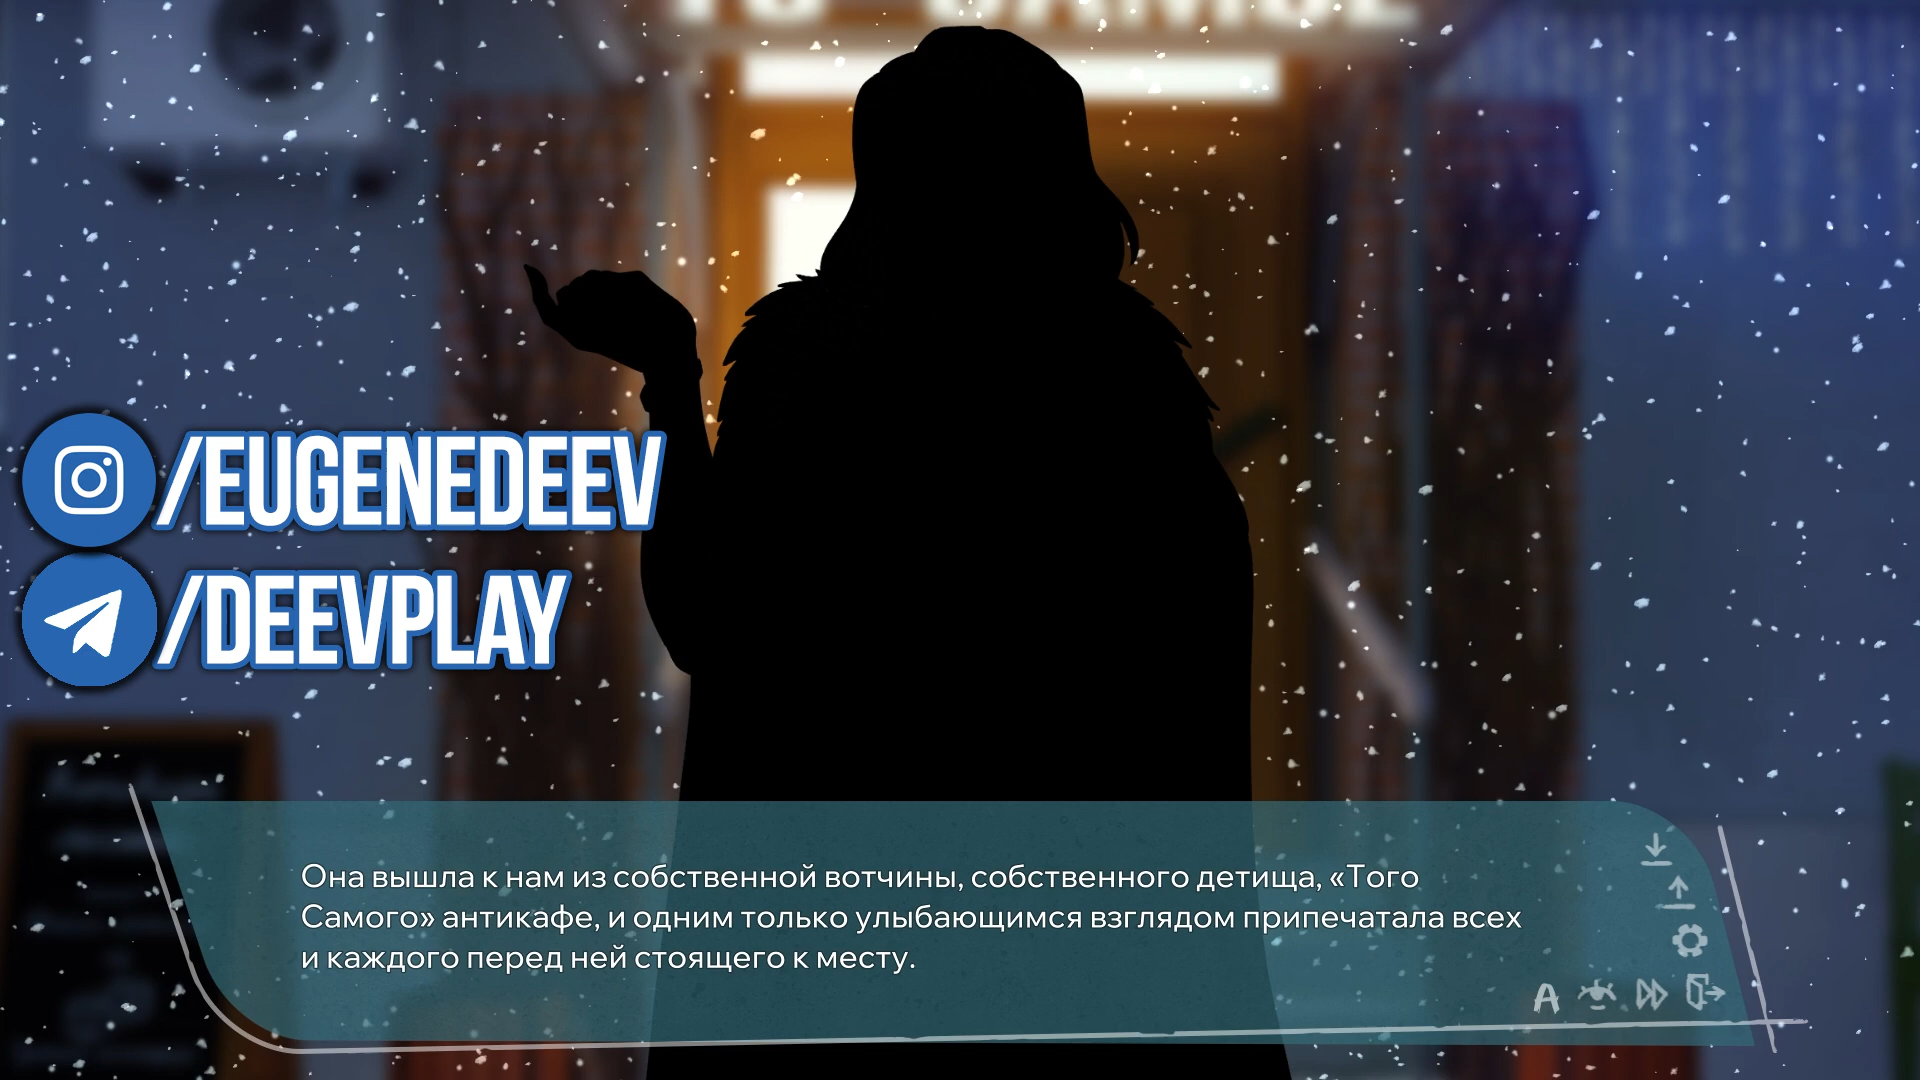 /EUGENEDEEV
/DEEVPLAY
Она вышла к нам из собственной вотчины, собственного детища, «Того
Самого» антикафе, и одним только улыбающимся взглядом припечатала всех
и каждого перед ней стоящего к месту.
A